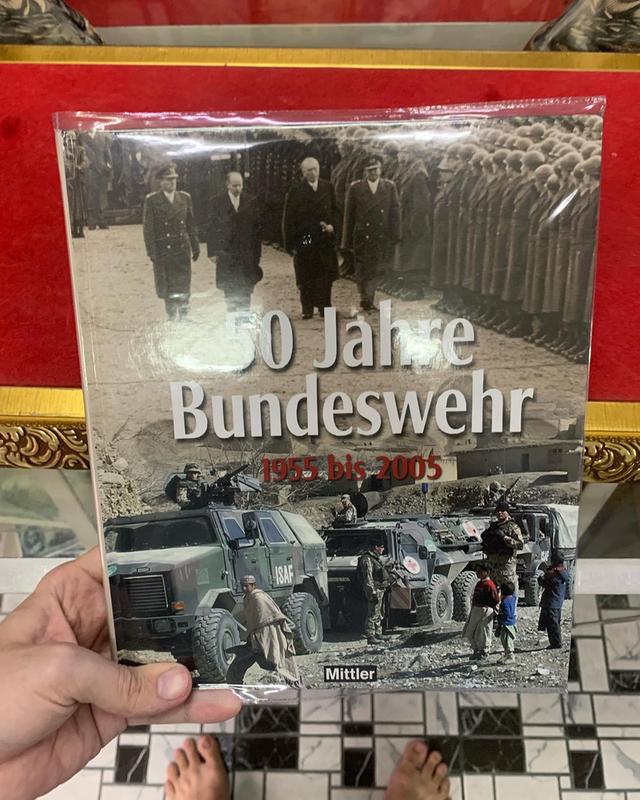 50 Jahre
Bundeswehr
1955 bis 2005
ISAF
Mittler